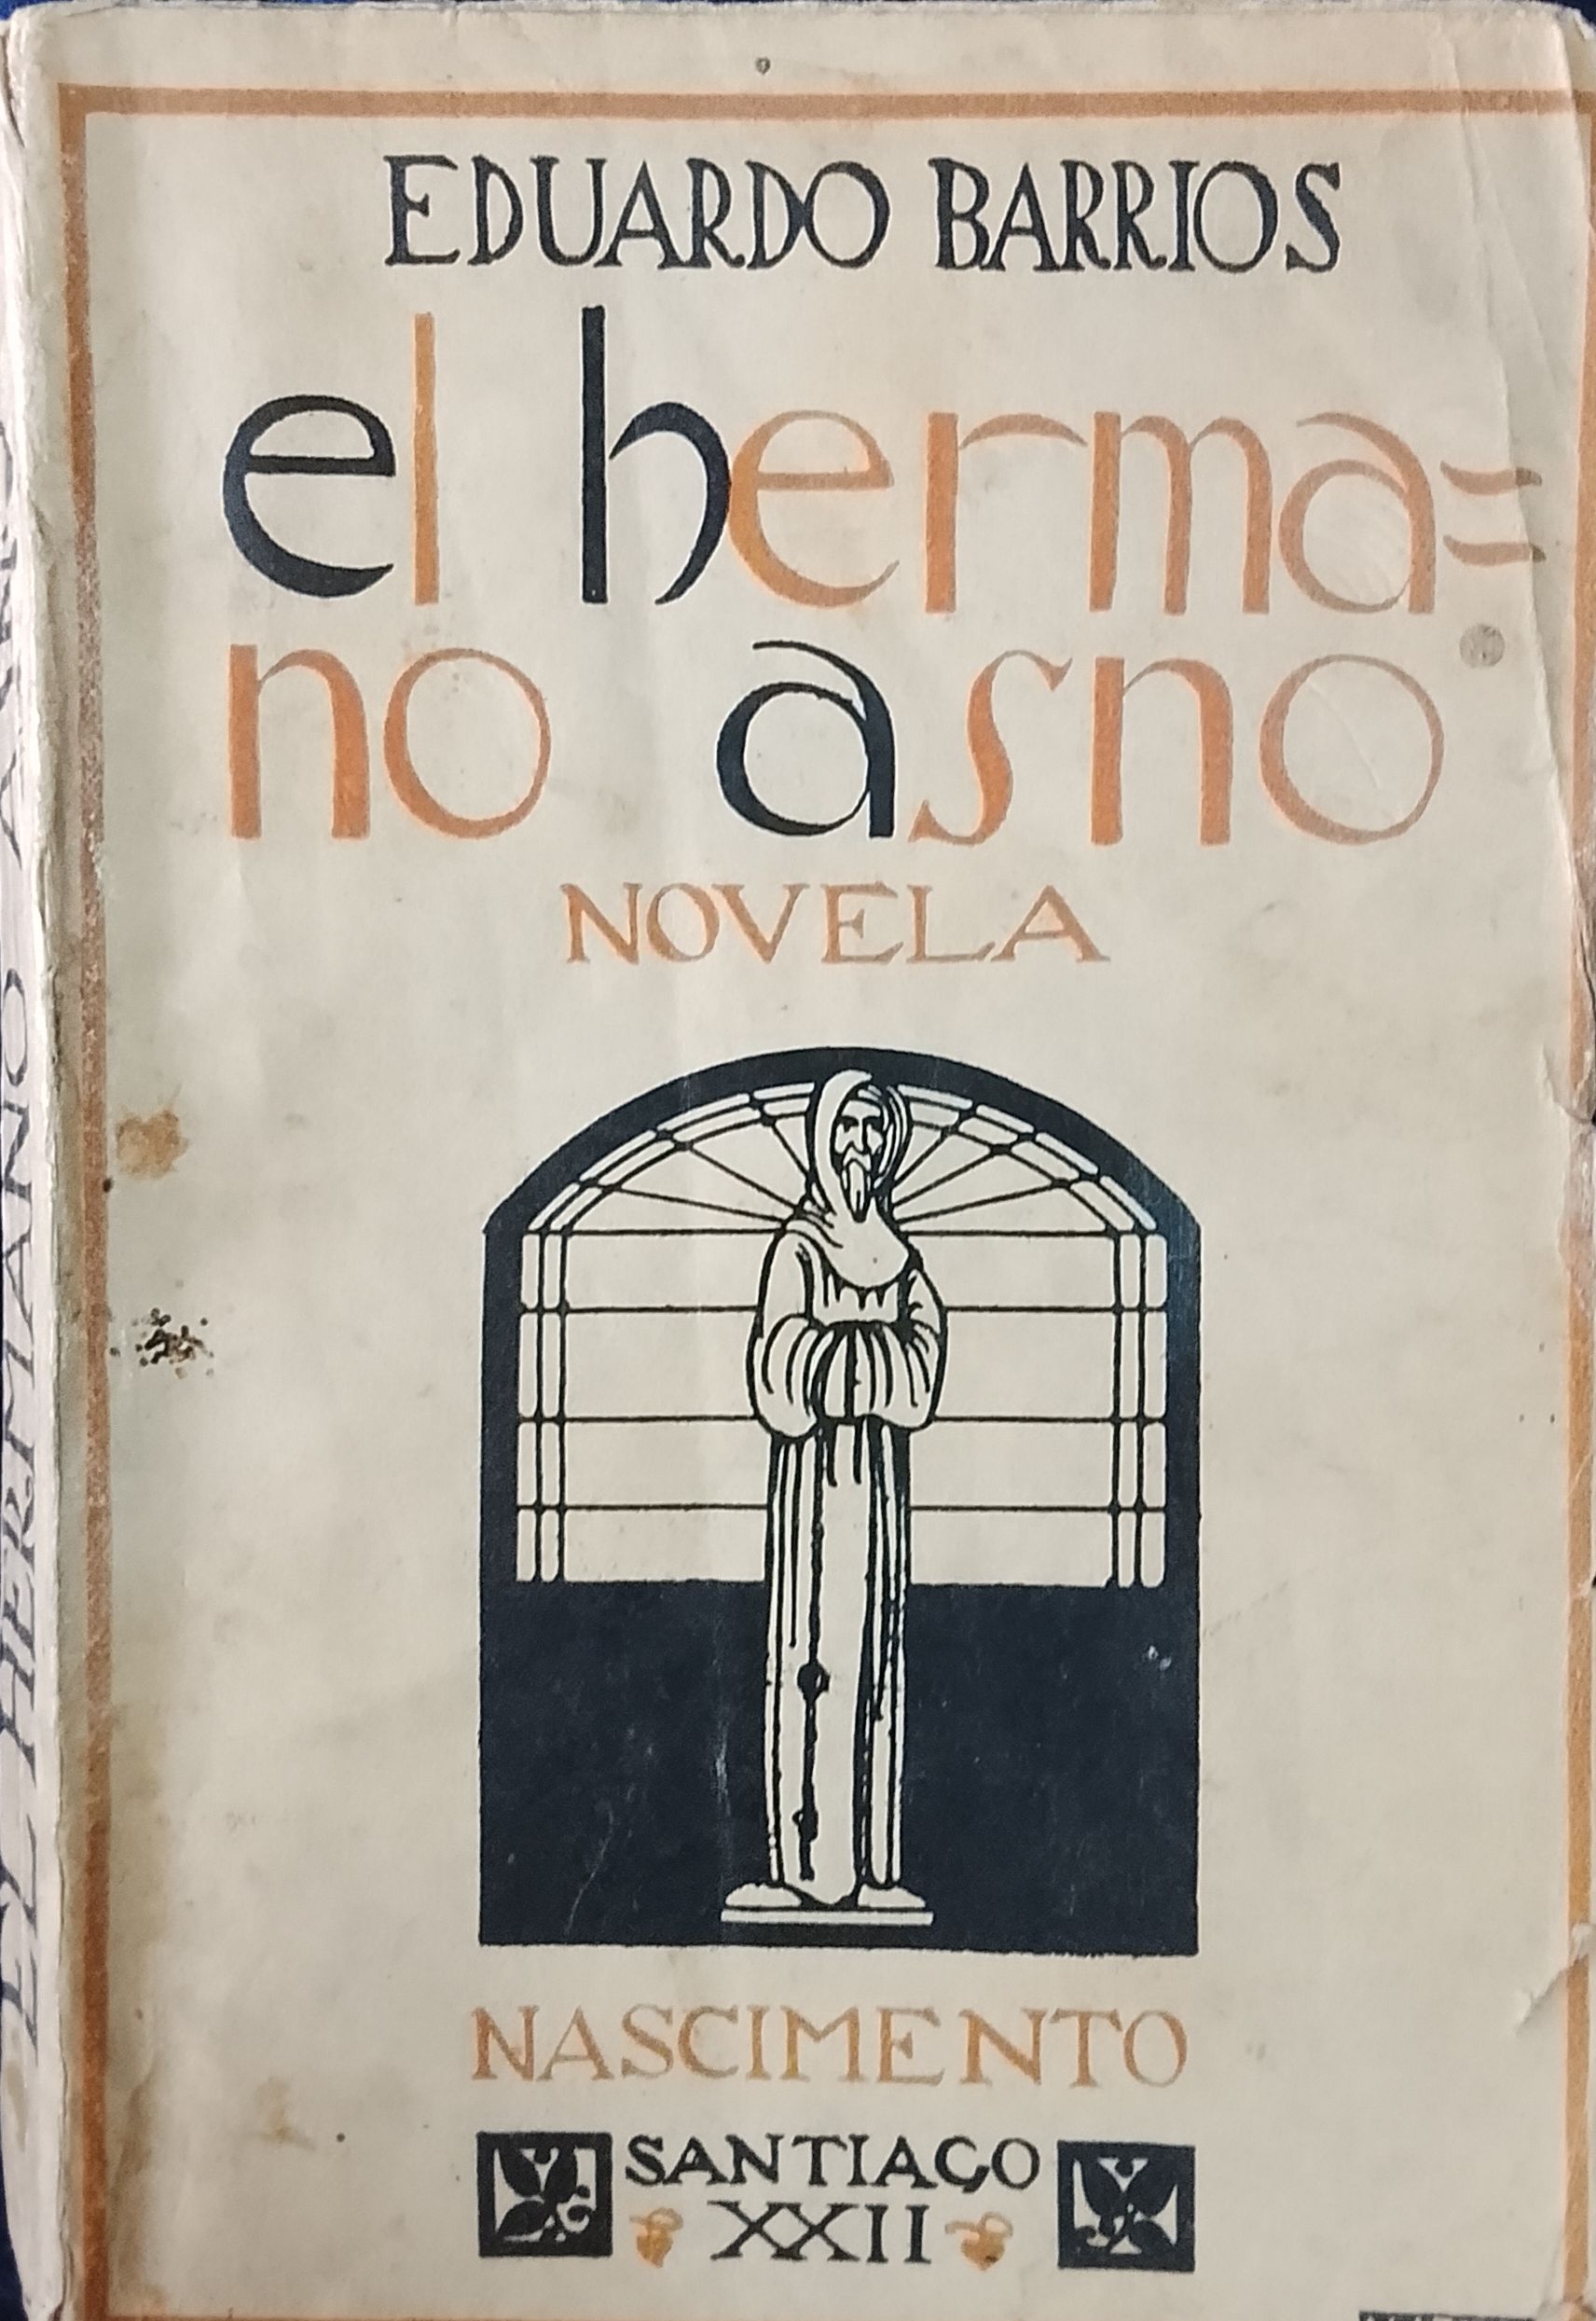 EDUARDO BARRIOS
el herma=
no asno
NOVELA
NASCIMENTO
SANTIAGO
XXII
EL HERMANO ASNO